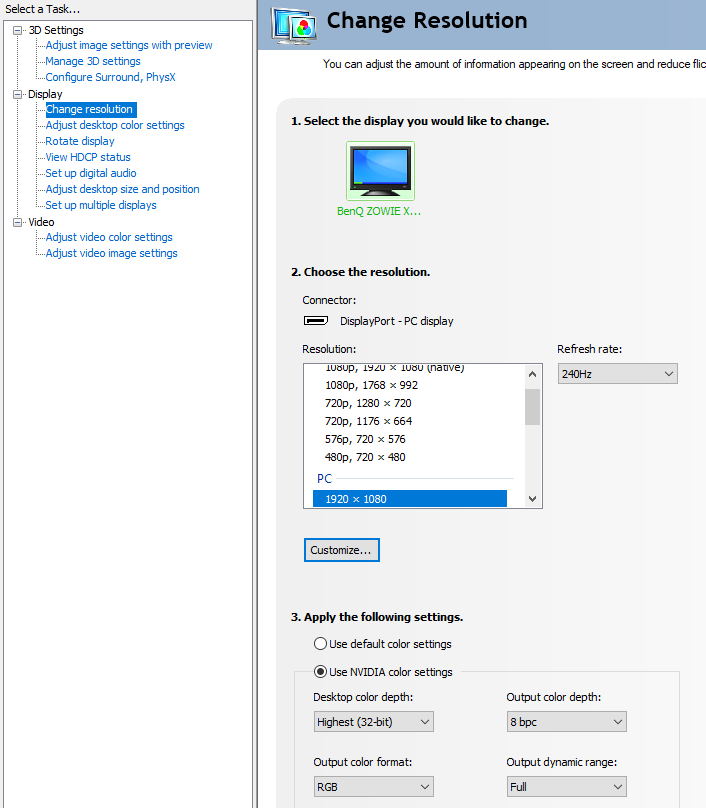 Select a Task...
3D Settings
Adjust image settings with preview
Manage 3D settings
Configure Surround, PhysX
Display
Change resolution
Adjust desktop color settings
Rotate display
View HDCP status
Set up digital audio
Adjust desktop size and position
Set up multiple displays
Video
Adjust video color settings
Adjust video image settings
Change Resolution
You can adjust the amount of information appearing on the screen and reduce flic
1. Select the display you would like to change.
BenQ ZOWIE X...
2. Choose the resolution.
Connector:
DisplayPort - PC display
Resolution:
Refresh rate:
1080p, 1920 × 1080 (native)
240Hz
1080p, 1768 × 992
720p, 1280 × 720
720p, 1176 × 664
576p, 720 × 576
480p, 720 × 480
PC
1920 × 1080
Customize...
3. Apply the following settings.
Use default color settings
Use NVIDIA color settings
Desktop color depth:
Output color depth:
Highest (32-bit)
8 bpc
Output color format:
Output dynamic range:
RGB
Full